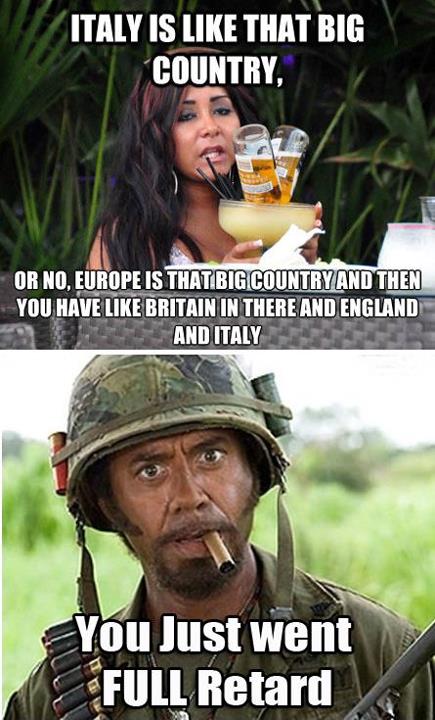 ITALY IS LIKE THAT BIG
COUNTRY,
OR NO, EUROPE IS THAT BIG COUNTRY AND THEN
YOU HAVE LIKE BRITAIN IN THERE AND ENGLAND
AND ITALY
You Just went
FULL Retard